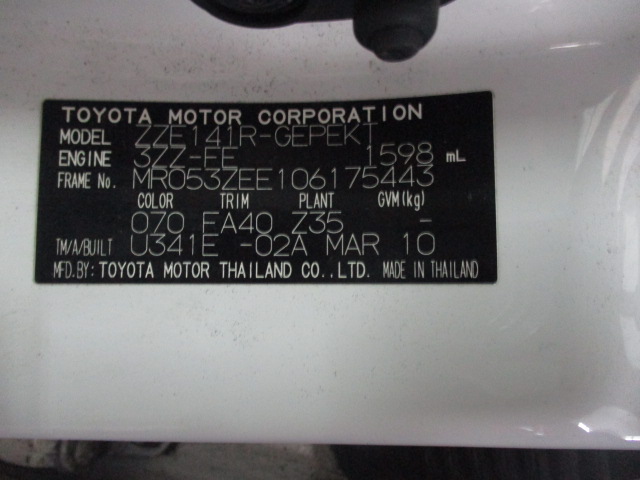 TOYOTA MOTOR CORPORATION
MODEL ZZE141R-GEPEKT
ENGINE 3ZZ-FE 1598 mL
FRAME No. MR053ZEE106175443
COLOR TRIM PLANT GVM(kg)
070 EA40 Z35 -
TM/A/BUILT U341E -02A MAR 10
MFD.BY: TOYOTA MOTOR THAILAND CO., LTD. MADE IN THAILAND